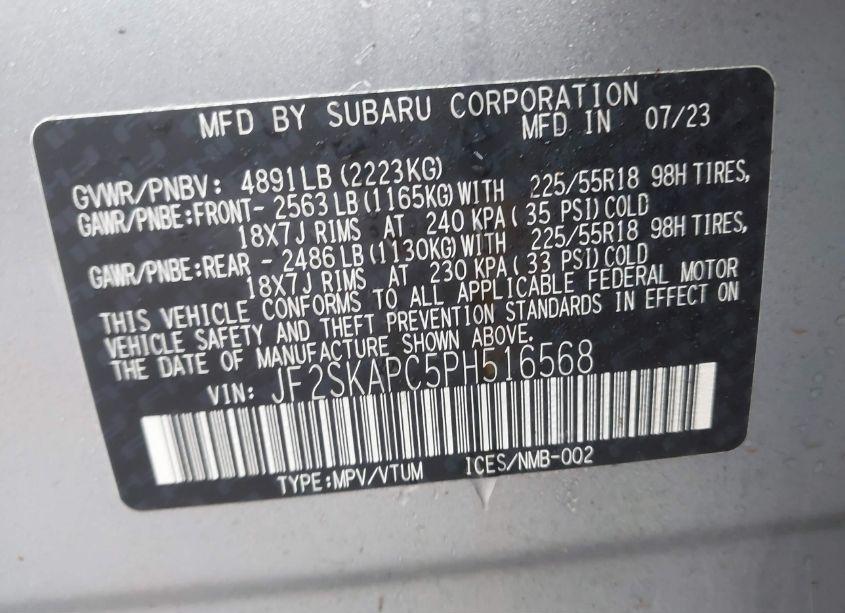 MFD BY SUBARU CORPORATION
MFD IN 07/23
GVWR/PNBV: 4891LB(2223KG)
GAWR/PNBE:FRONT- 2563LB(1165KG)WITH 225/55R18 98H TIRES,
18X7J RIMS AT 240 KPA( 35 PSI)COLD
GAWR/PNBE:REAR - 2486LB(1130KG)WITH 225/55R18 98H TIRES,
18X7J RIMS AT 230 KPA( 33 PSI)COLD
THIS VEHICLE CONFORMS TO ALL APPLICABLE FEDERAL MOTOR
VEHICLE SAFETY AND THEFT PREVENTION STANDARDS IN EFFECT ON
THE DATE OF MANUFACTURE SHOWN ABOVE.
VIN: JF2SKAPC5PH516568
TYPE:MPV/VTUM ICES/NMB-002